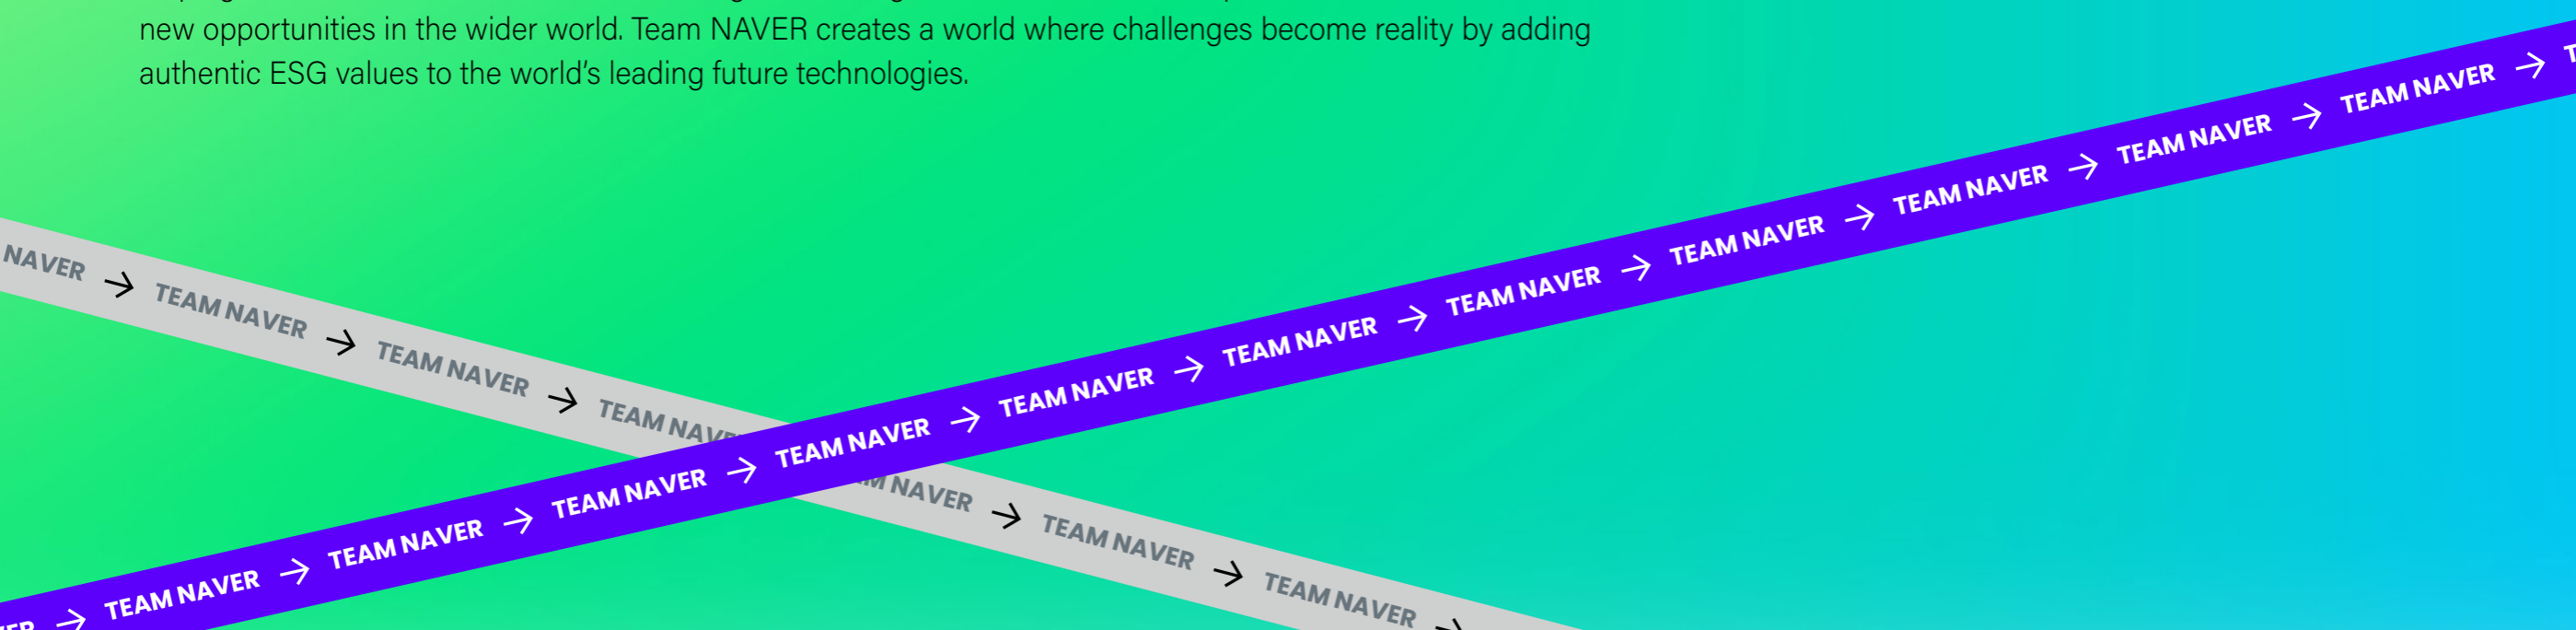 new opportunities in the wider world. Team NAVER creates a world where challenges become reality by adding
authentic ESG values to the world's leading future technologies.
NAVER → TEAM NAVER → TEAM NAVER → TEAM NAVER → TEAM NAVER → TEAM NAVER →
→ TEAM NAVER → TEAM NAVER → TEAM NAVER → TEAM NAVER → TEAM NAVER → TEAM NAVER → TEAM NAVER → TEAM NAVER → TEAM NAVER → TEAM NAVER → TEAM NAVER →